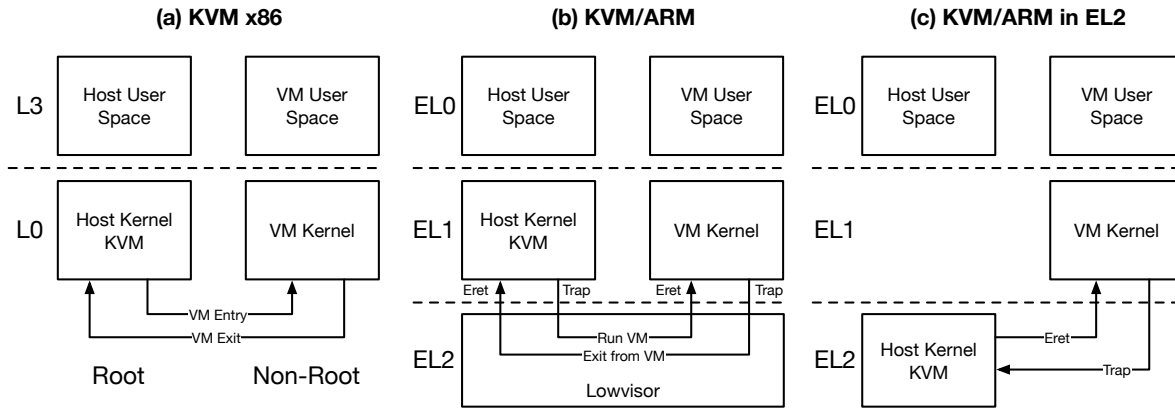 (a) KVM x86
L3
Host User
Space
VM User
Space
L0
Host Kernel
KVM
VM Kernel
VM Entry
VM Exit
Root
Non-Root
(b) KVM/ARM
EL0
Host User
Space
VM User
Space
EL1
Host Kernel
KVM
VM Kernel
Eret
Trap
Eret
Trap
EL2
Run VM
Exit from VM
Lowvisor
(c) KVM/ARM in EL2
EL0
Host User
Space
VM User
Space
EL1
VM Kernel
EL2
Host Kernel
KVM
Eret
Trap